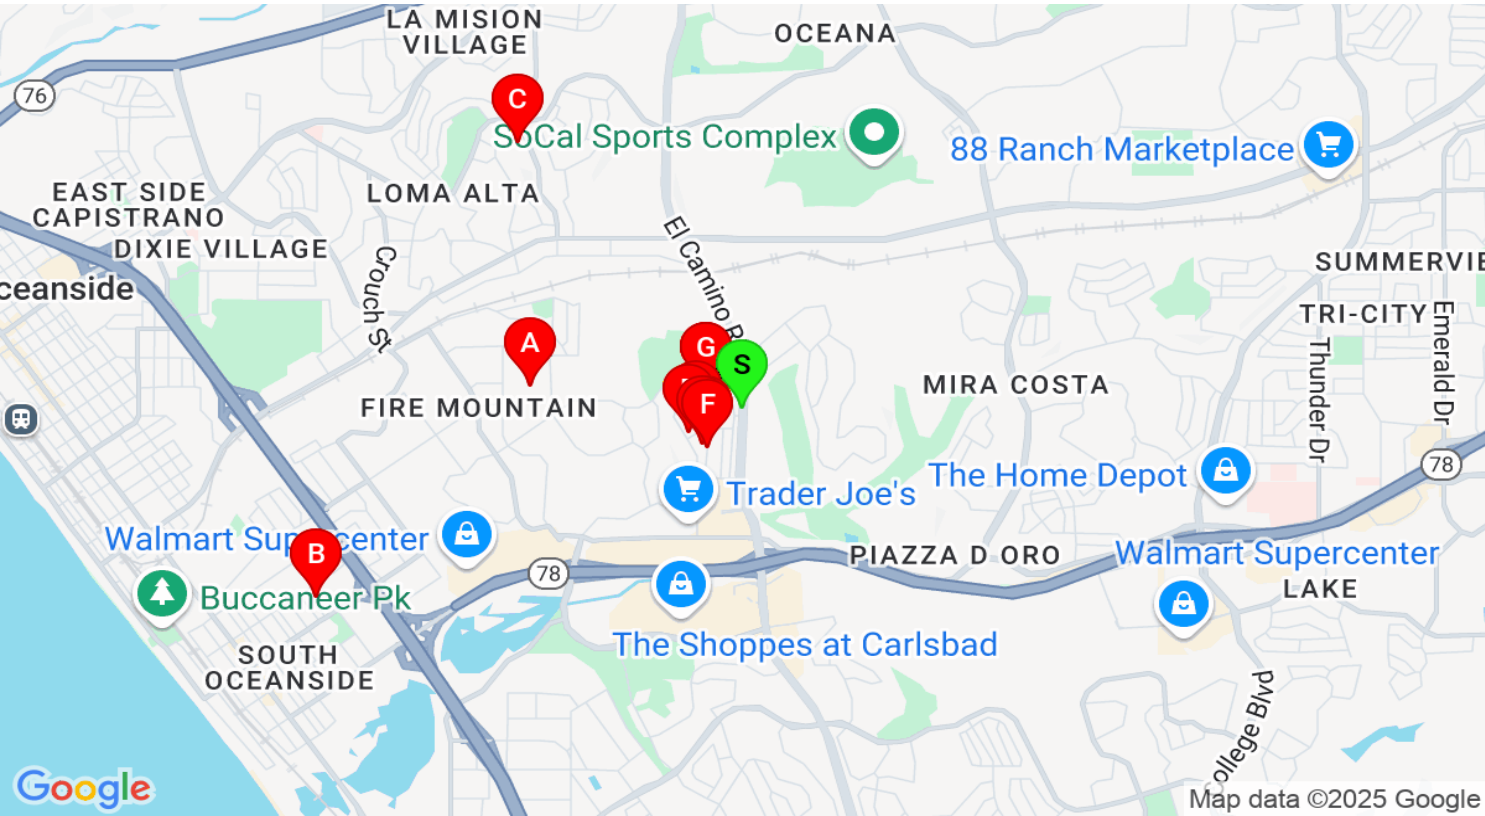 LA MISION
VILLAGE
OCEANA
76
C
SoCal Sports Complex
88 Ranch Marketplace
EAST SIDE
CAPISTRANO
LOMA ALTA
DIXIE VILLAGE
El Camino R
Crouch St
SUMMERVIE
ceanside
TRI-CITY
Emerald Dr
Thunder Dr
A
G
S
MIRA COSTA
FIRE MOUNTAIN
F
78
The Home Depot
Trader Joe's
Walmart Supercenter
B
78
PIAZZA D ORO
Walmart Supercenter
LAKE
Buccaneer Pk
The Shoppes at Carlsbad
SOUTH
OCEANSIDE
College Blvd
Google
Map data ©2025 Google